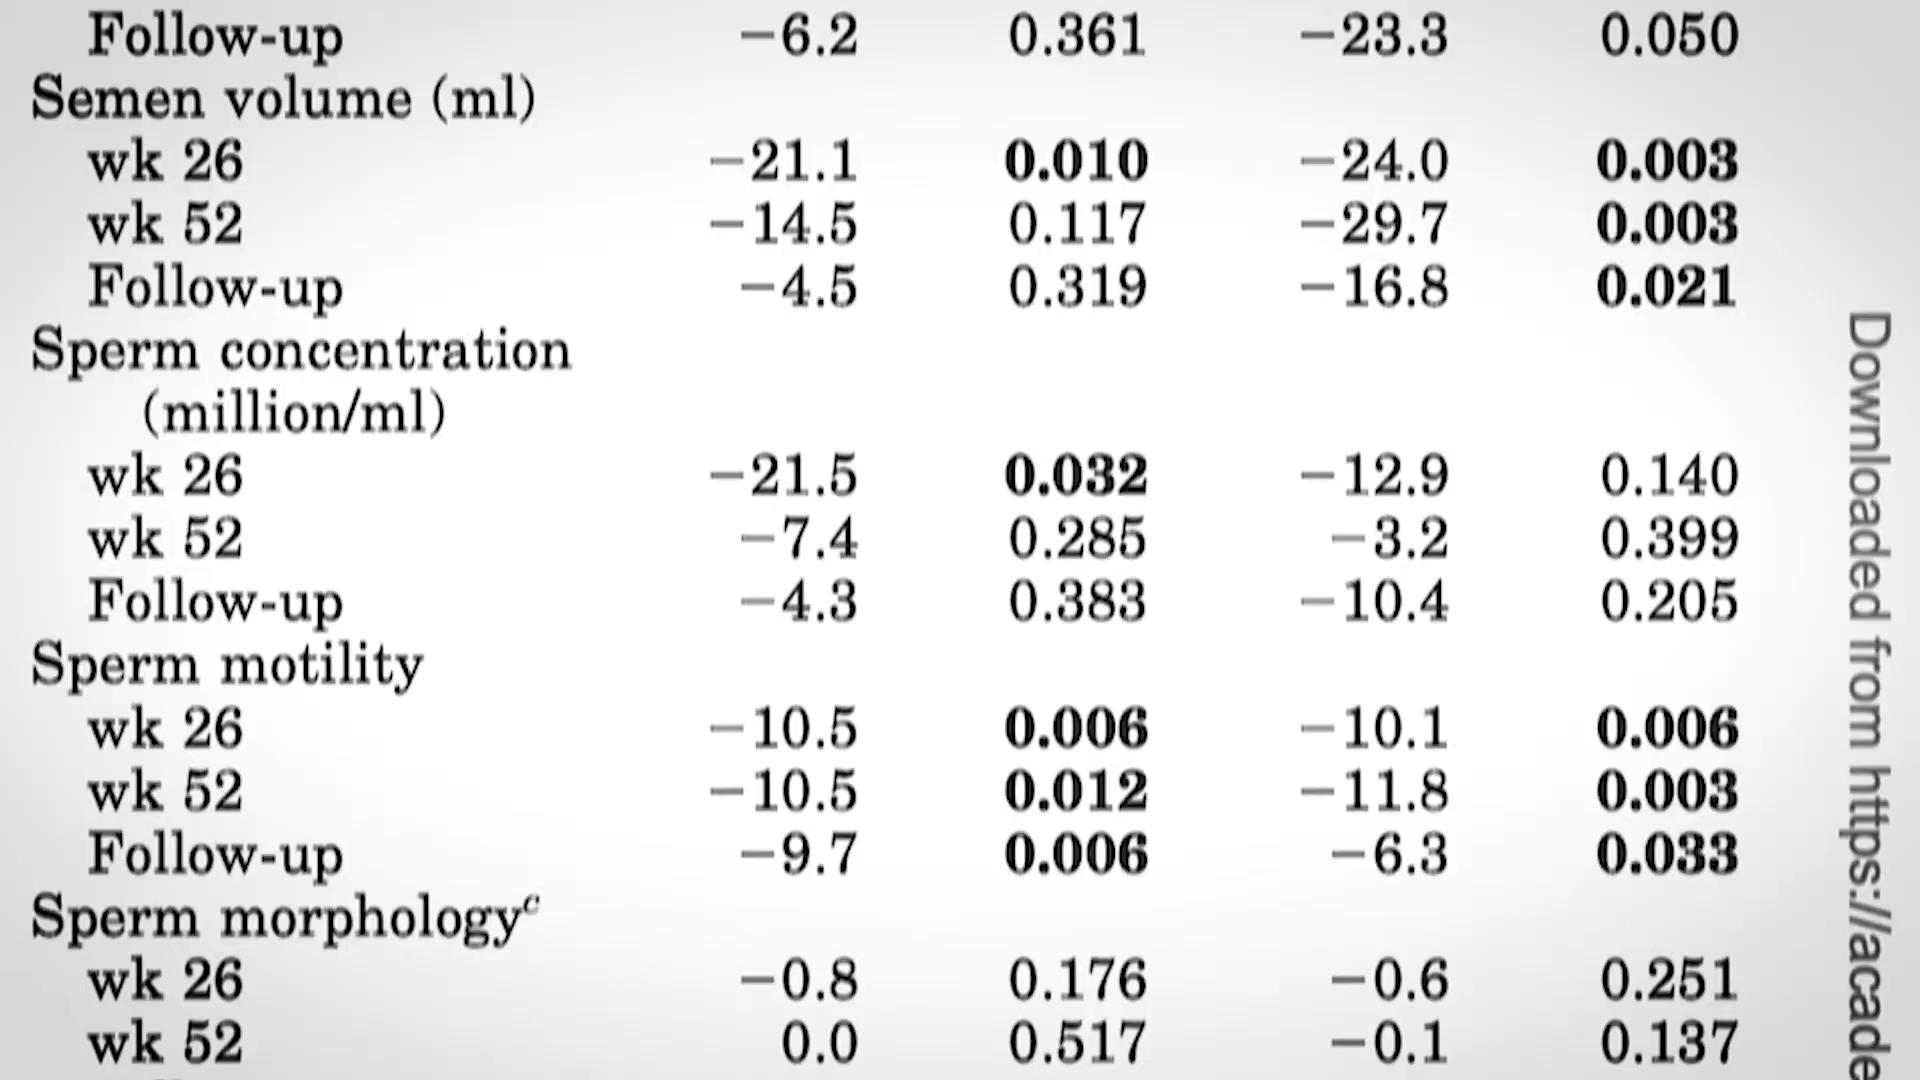 Follow-up −6.2 0.361 −23.3 0.050
Semen volume (ml)
wk 26 −21.1 0.010 −24.0 0.003
wk 52 −14.5 0.117 −29.7 0.003
Follow-up −4.5 0.319 −16.8 0.021
Sperm concentration
(million/ml)
wk 26 −21.5 0.032 −12.9 0.140
wk 52 −7.4 0.285 −3.2 0.399
Follow-up −4.3 0.383 −10.4 0.205
Sperm motility
wk 26 −10.5 0.006 −10.1 0.006
wk 52 −10.5 0.012 −11.8 0.003
Follow-up −9.7 0.006 −6.3 0.033
Sperm morphologyᶜ
wk 26 −0.8 0.176 −0.6 0.251
wk 52 0.0 0.517 −0.1 0.137
Downloaded from https://acade